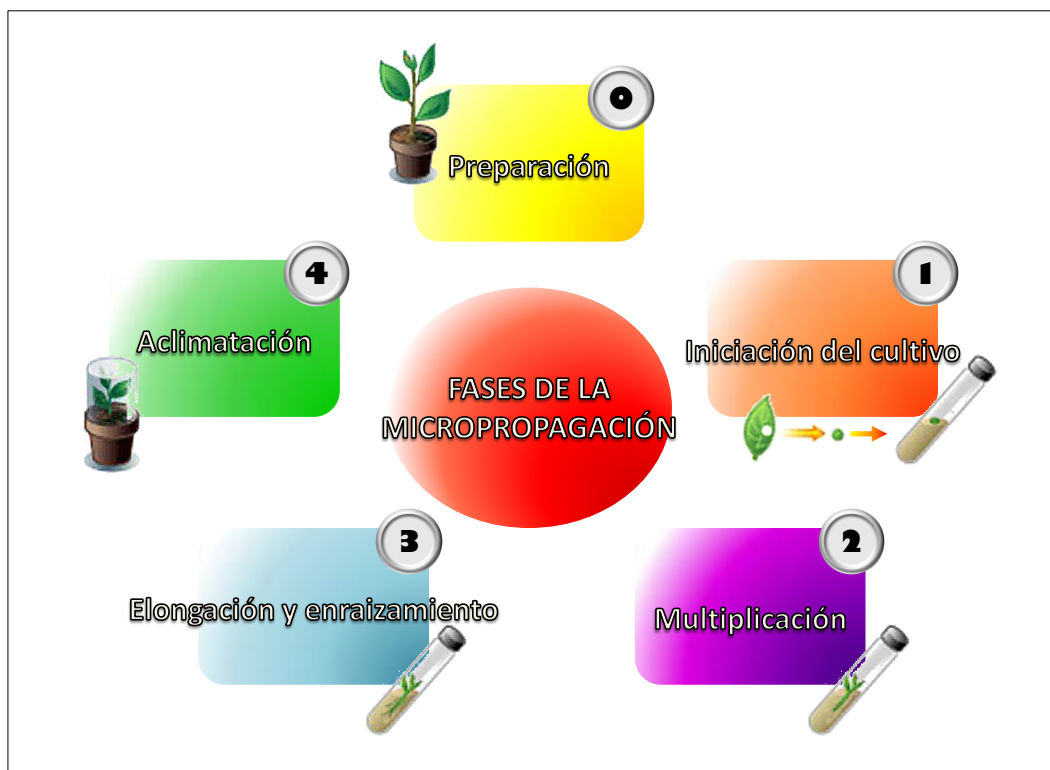 0
Preparación
1
Iniciación del cultivo
2
Multiplicación
3
Elongación y enraizamiento
4
Aclimatación
FASES DE LA
MICROPROPAGACIÓN